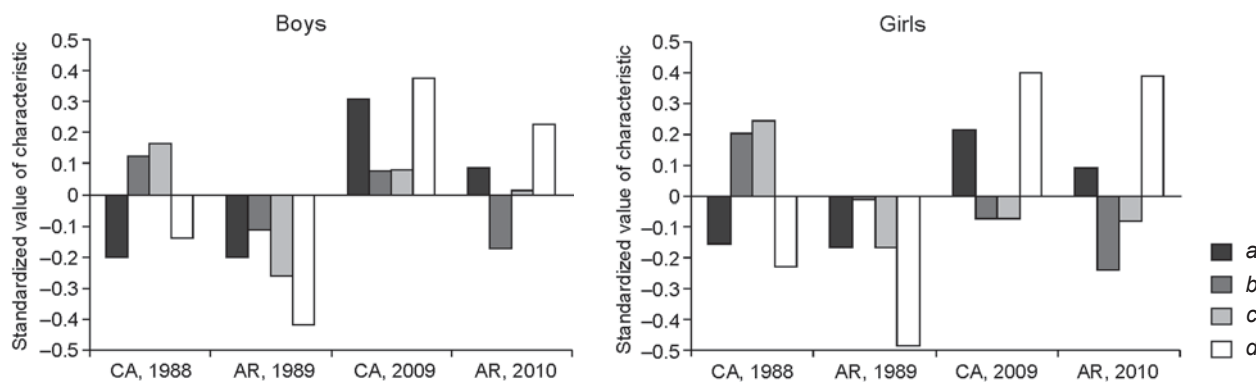 Boys
Standardized value of characteristic
0.5
0.4
0.3
0.2
0.1
0
–0.1
–0.2
–0.3
–0.4
–0.5
CA, 1988 AR, 1989 CA, 2009 AR, 2010
Girls
Standardized value of characteristic
0.5
0.4
0.3
0.2
0.1
0
–0.1
–0.2
–0.3
–0.4
–0.5
CA, 1988 AR, 1989 CA, 2009 AR, 2010
a
b
c
d